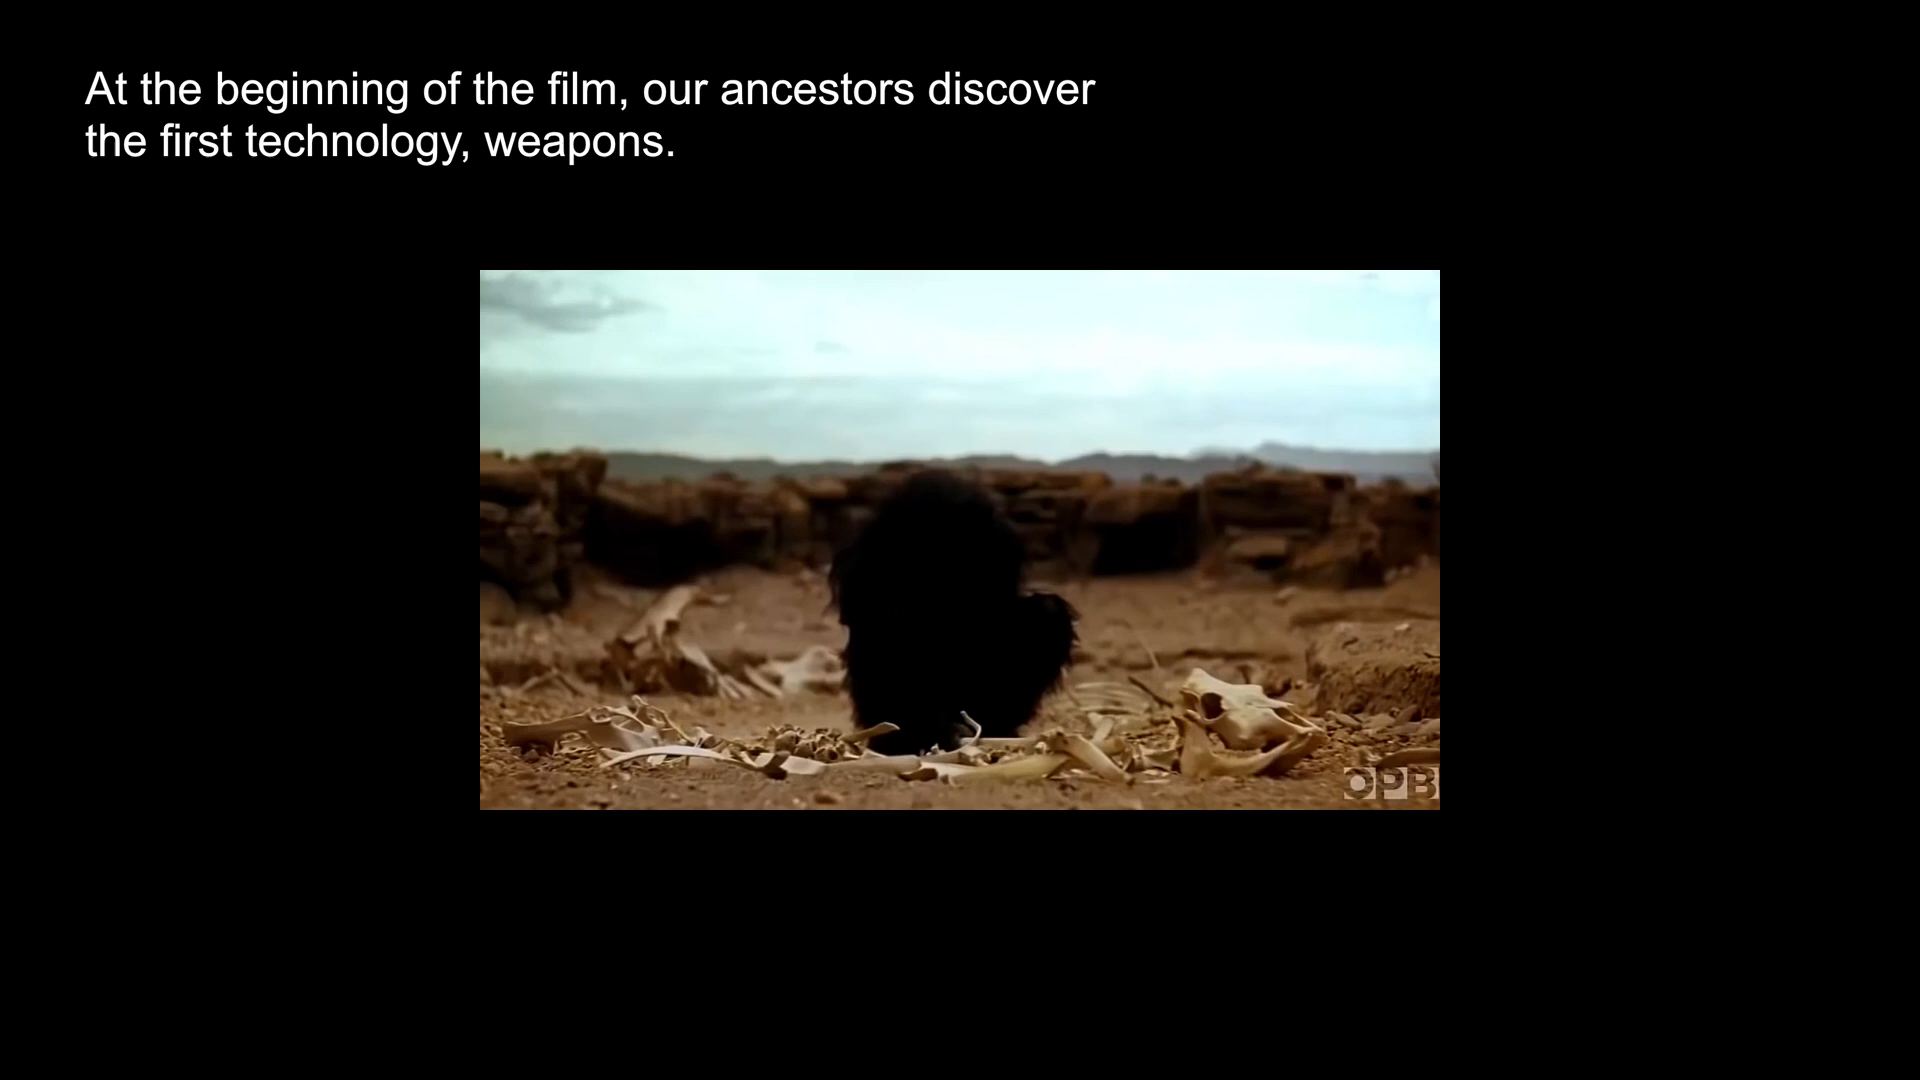 At the beginning of the film, our ancestors discover
the first technology, weapons.
OPB